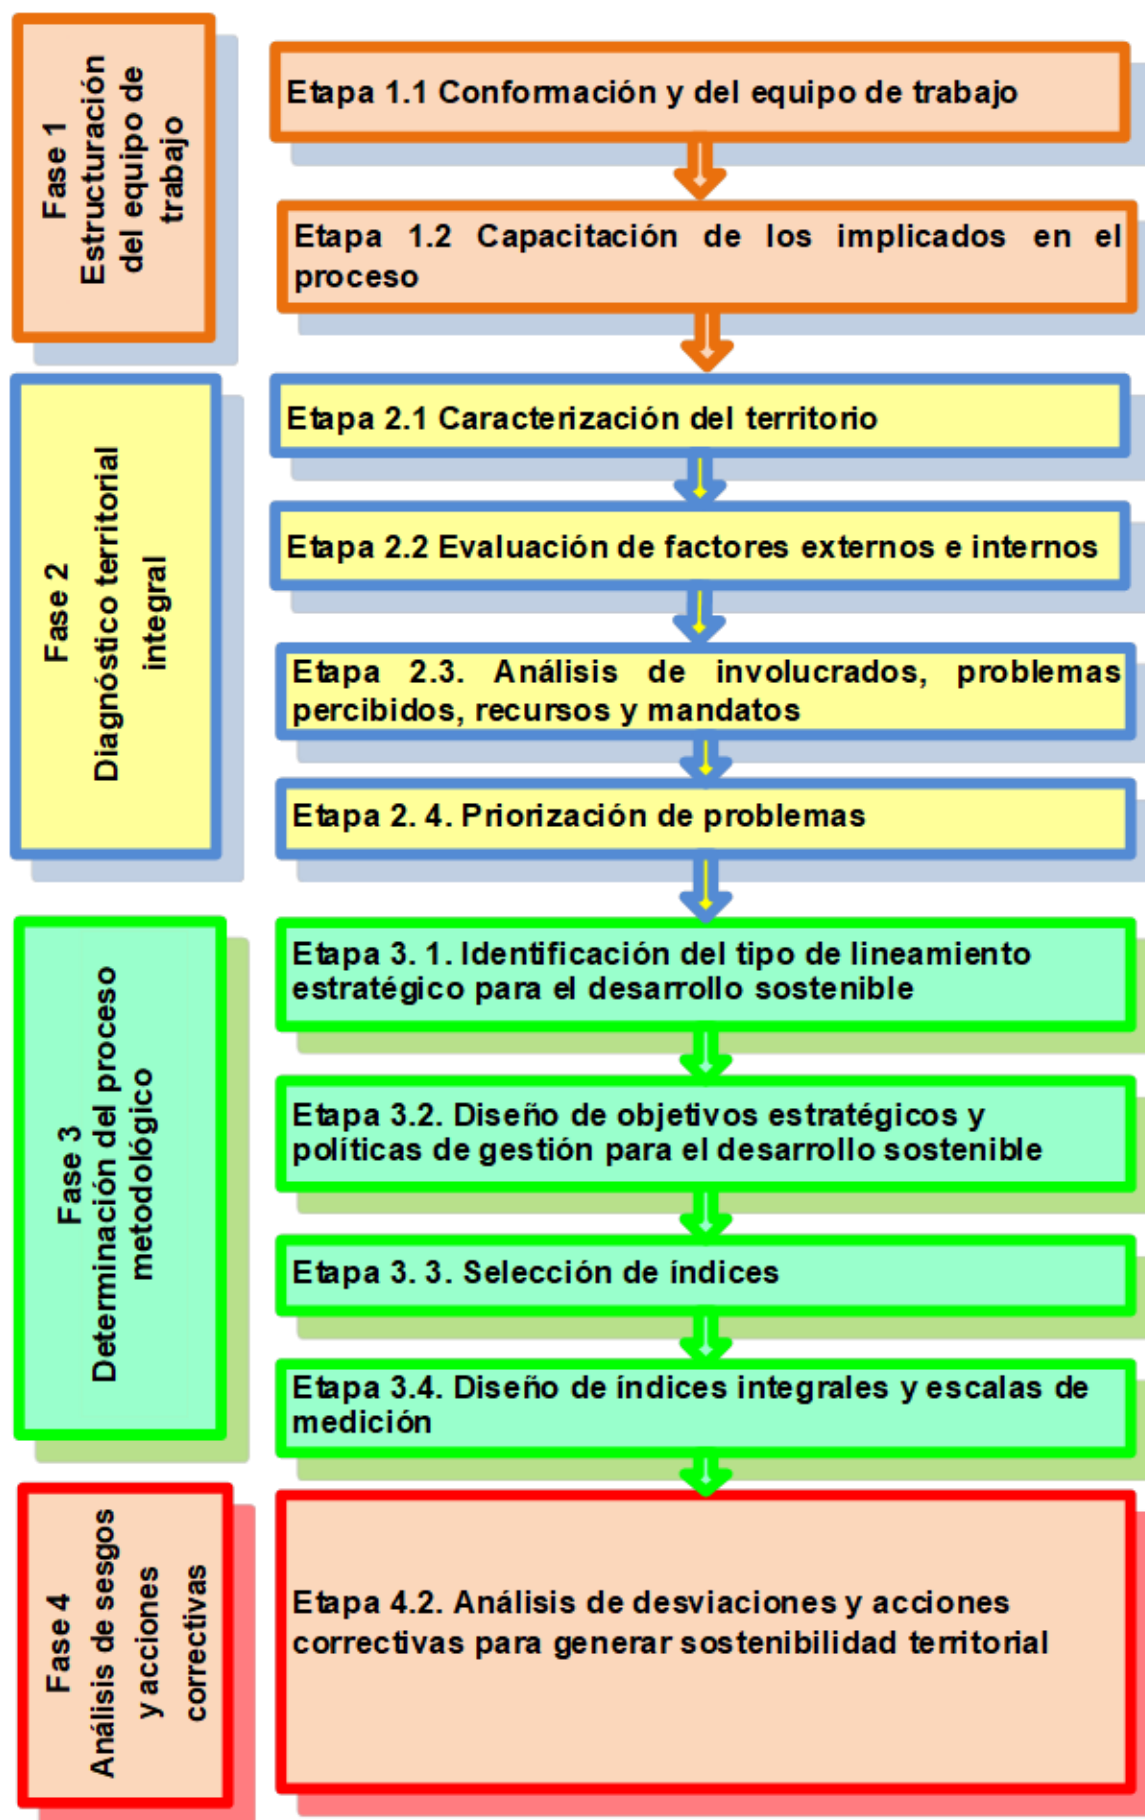 Fase 1
Estructuración
del equipo de
trabajo
Etapa 1.1 Conformación y del equipo de trabajo
Etapa 1.2 Capacitación de los implicados en el
proceso
Fase 2
Diagnóstico territorial
integral
Etapa 2.1 Caracterización del territorio
Etapa 2.2 Evaluación de factores externos e internos
Etapa 2.3. Análisis de involucrados, problemas
percibidos, recursos y mandatos
Etapa 2. 4. Priorización de problemas
Fase 3
Determinación del proceso
metodológico
Etapa 3. 1. Identificación del tipo de lineamiento
estratégico para el desarrollo sostenible
Etapa 3.2. Diseño de objetivos estratégicos y
políticas de gestión para el desarrollo sostenible
Etapa 3. 3. Selección de índices
Etapa 3.4. Diseño de índices integrales y escalas de
medición
Fase 4
Análisis de sesgos
y acciones
correctivas
Etapa 4.2. Análisis de desviaciones y acciones
correctivas para generar sostenibilidad territorial